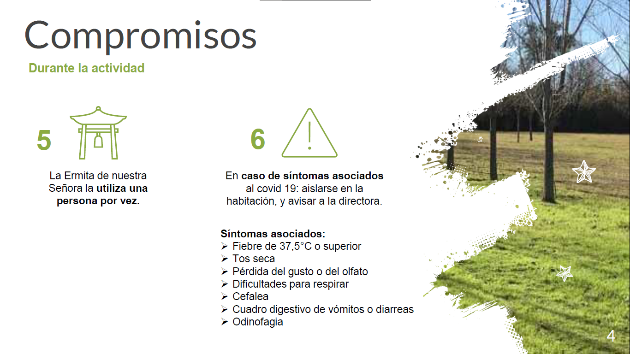 Compromisos
Durante la actividad
5
La Ermita de nuestra
Señora la utiliza una
persona por vez.
6
En caso de síntomas asociados
al covid 19: aislarse en la
habitación, y avisar a la directora.
Síntomas asociados:
➢ Fiebre de 37,5°C o superior
➢ Tos seca
➢ Pérdida del gusto o del olfato
➢ Dificultades para respirar
➢ Cefalea
➢ Cuadro digestivo de vómitos o diarreas
➢ Odinofagia
4